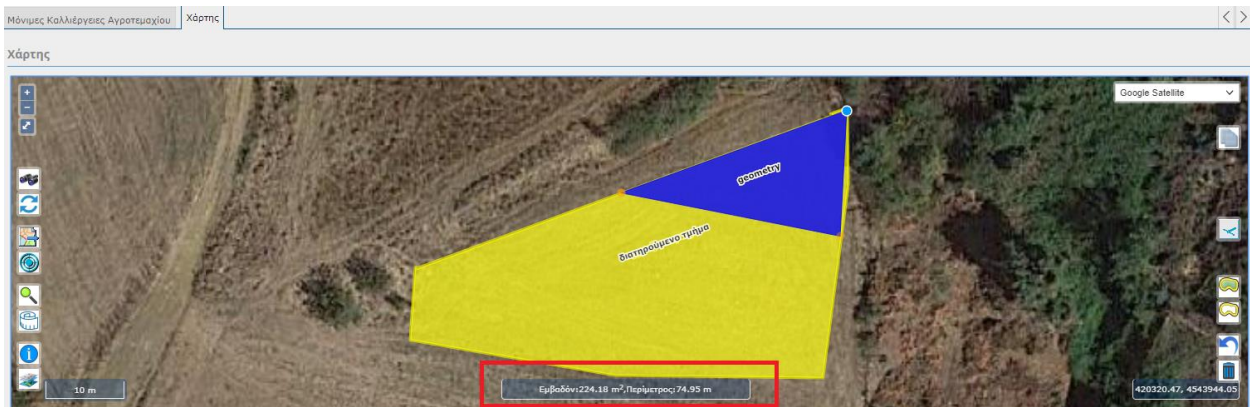 Μόνιμες Καλλιέργειες Αγροτεμαχίου Χάρτης
Χάρτης
Google Satellite
geometry
διατηρούμενο τμήμα
10 m
Εμβαδόν:224.18 m²,Περίμετρος:74.95 m
420320.47, 4543944.05